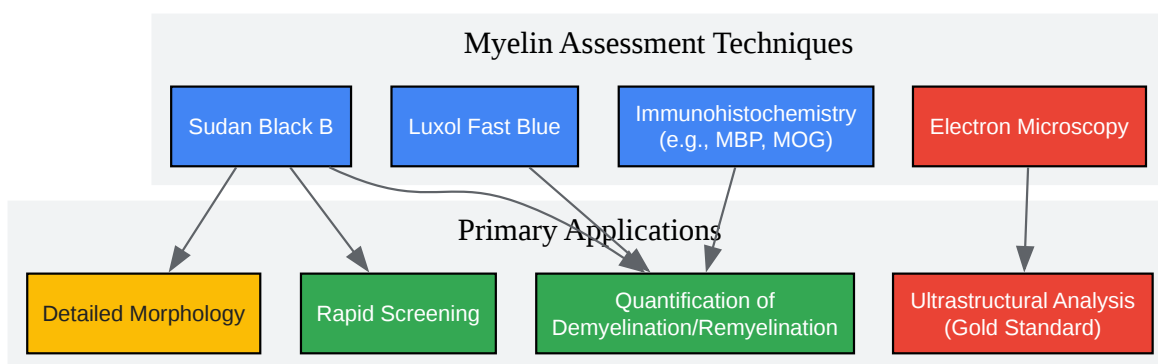 Myelin Assessment Techniques
Sudan Black B
Luxol Fast Blue
Immunohistochemistry
(e.g., MBP, MOG)
Electron Microscopy
Primary Applications
Detailed Morphology
Rapid Screening
Quantification of
Demyelination/Remyelination
Ultrastructural Analysis
(Gold Standard)